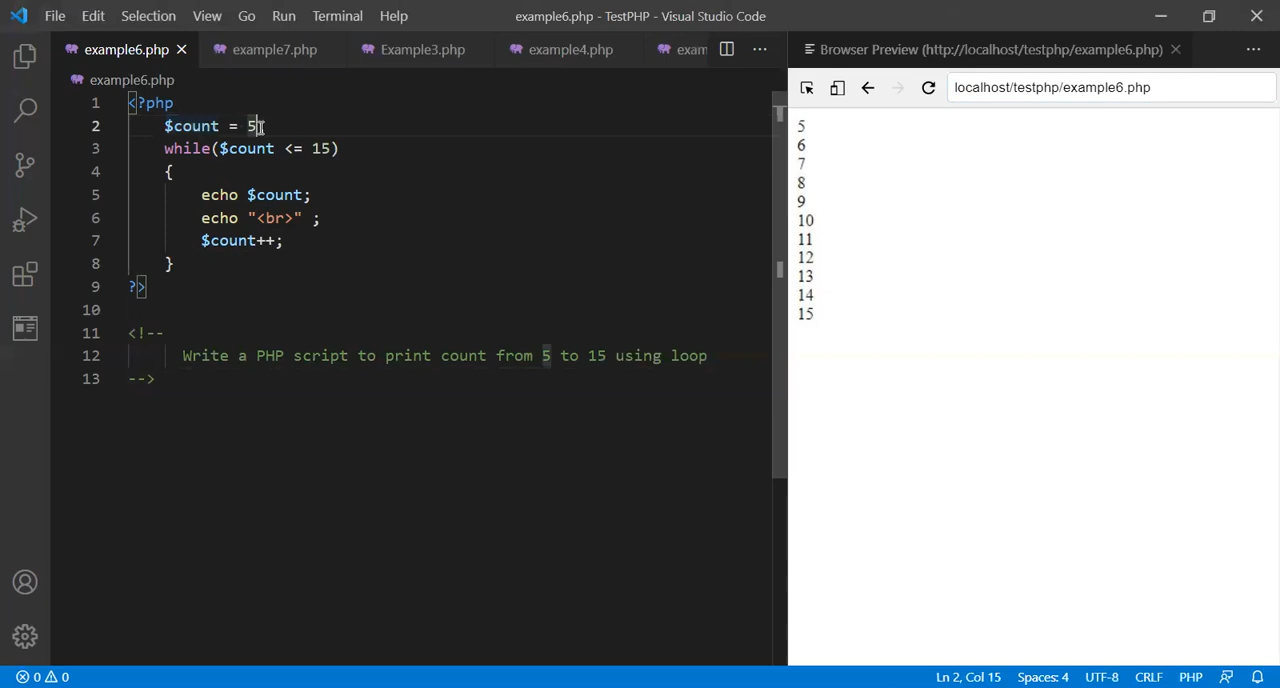 File Edit Selection View Go Run Terminal Help example6.php - TestPHP - Visual Studio Code
example6.php example7.php Example3.php example4.php exam Browser Preview (http://localhost/testphp/example6.php)
example6.php
localhost/testphp/example6.php
1 <?php
2 $count = 5
3 while($count <= 15)
4 {
5 echo $count;
6 echo "<br>" ;
7 $count++;
8 }
9 ?>
10
11 <!--
12 Write a PHP script to print count from 5 to 15 using loop
13 -->
5
6
7
8
9
10
11
12
13
14
15
0 0 Ln 2, Col 15 Spaces: 4 UTF-8 CRLF PHP